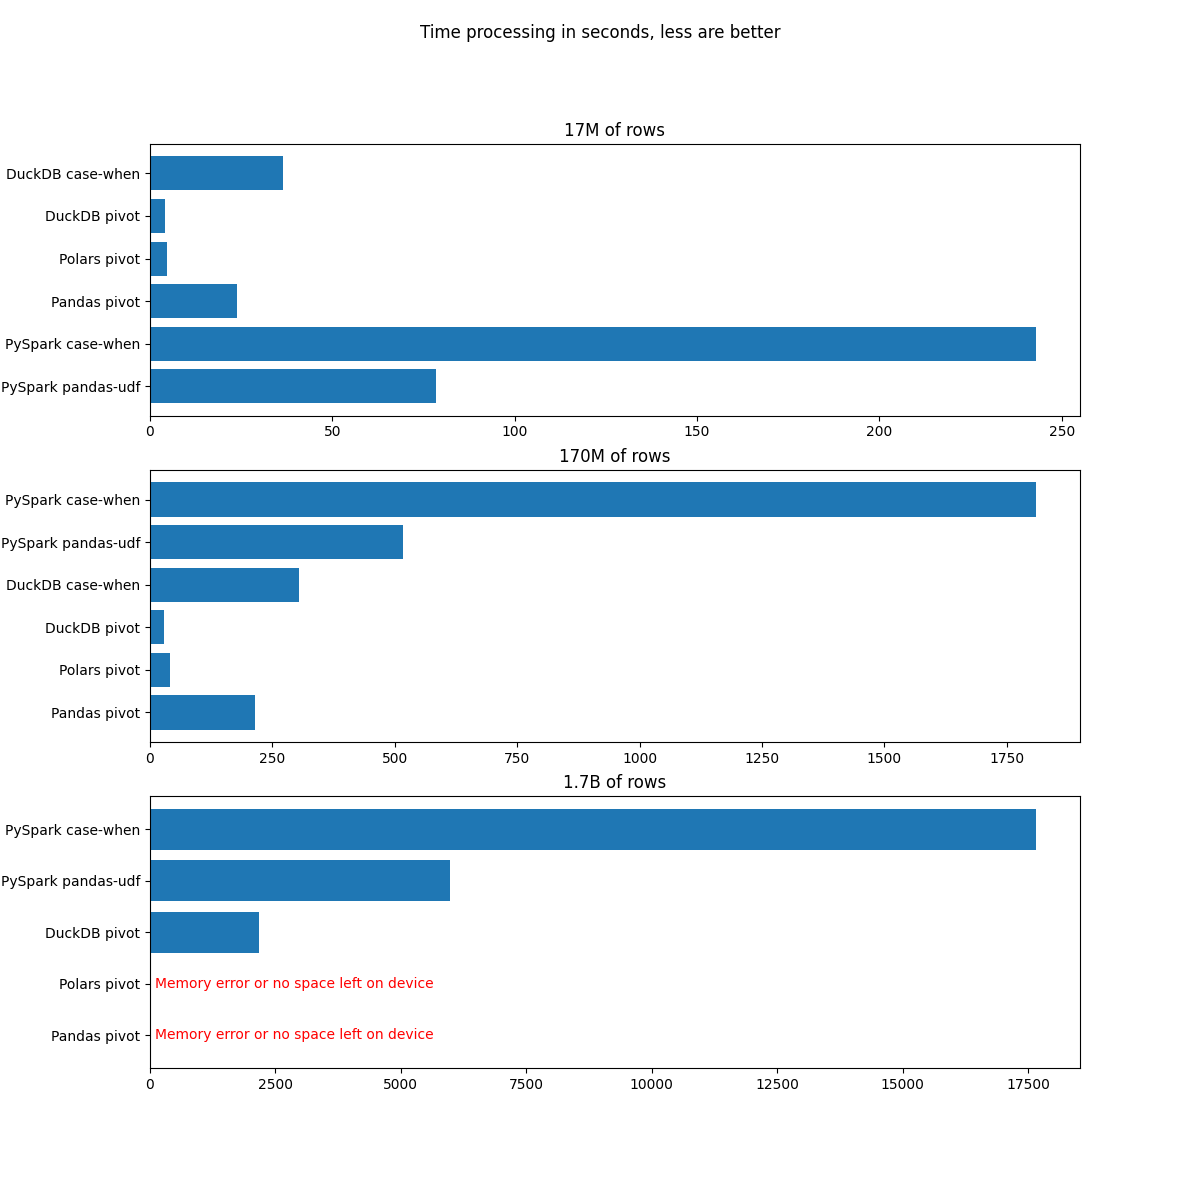 Time processing in seconds, less are better
17M of rows
DuckDB case-when
DuckDB pivot
Polars pivot
Pandas pivot
PySpark case-when
PySpark pandas-udf
0 50 100 150 200 250
170M of rows
PySpark case-when
PySpark pandas-udf
DuckDB case-when
DuckDB pivot
Polars pivot
Pandas pivot
0 250 500 750 1000 1250 1500 1750
1.7B of rows
PySpark case-when
PySpark pandas-udf
DuckDB pivot
Polars pivot Memory error or no space left on device
Pandas pivot Memory error or no space left on device
0 2500 5000 7500 10000 12500 15000 17500